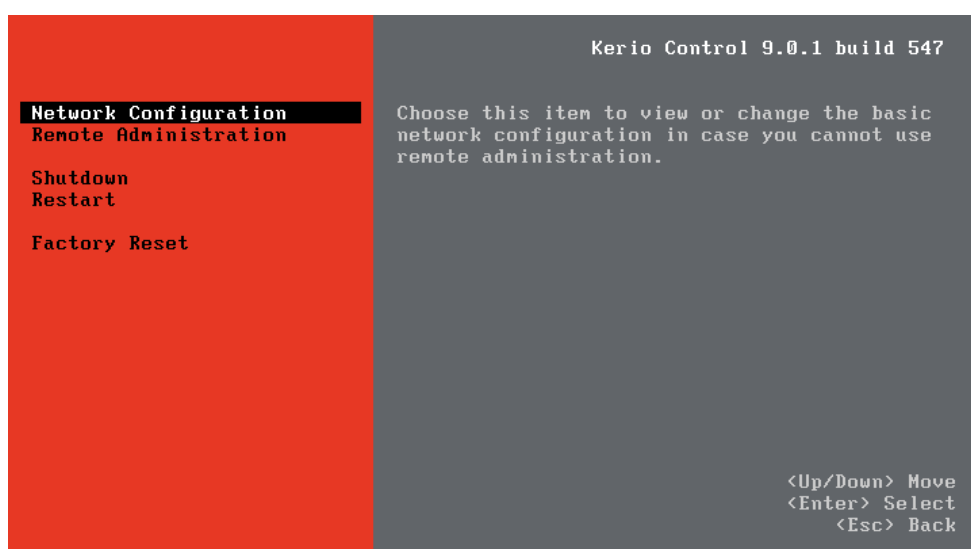 Kerio Control 9.0.1 build 547
Network Configuration
Remote Administration
Shutdown
Restart
Factory Reset
Choose this item to view or change the basic
network configuration in case you cannot use
remote administration.
<Up/Down> Move
<Enter> Select
<Esc> Back